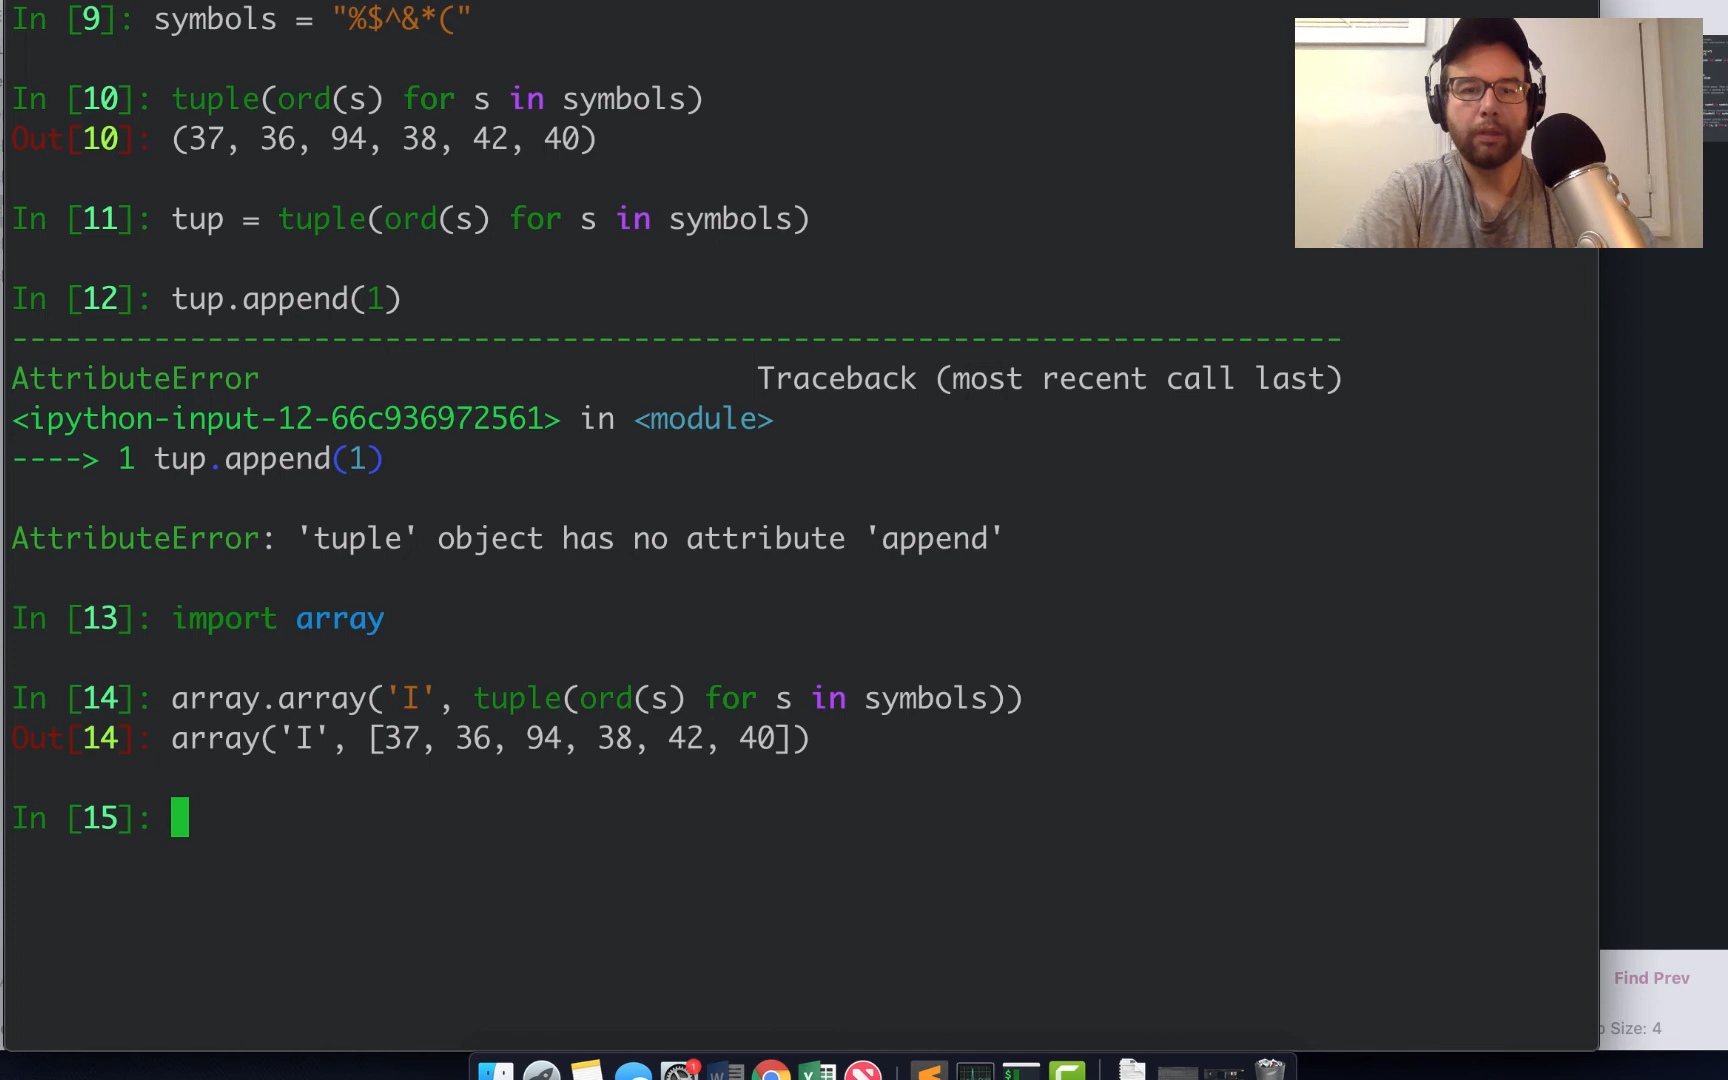 In [9]: symbols = "%$^&*("
In [10]: tuple(ord(s) for s in symbols)
Out[10]: (37, 36, 94, 38, 42, 40)
In [11]: tup = tuple(ord(s) for s in symbols)
In [12]: tup.append(1)
---------------------------------------------------------------------------
AttributeError                            Traceback (most recent call last)
<ipython-input-12-66c936972561> in <module>
----> 1 tup.append(1)
AttributeError: 'tuple' object has no attribute 'append'
In [13]: import array
In [14]: array.array('I', tuple(ord(s) for s in symbols))
Out[14]: array('I', [37, 36, 94, 38, 42, 40])
In [15]:
Find Prev
Size: 4
1